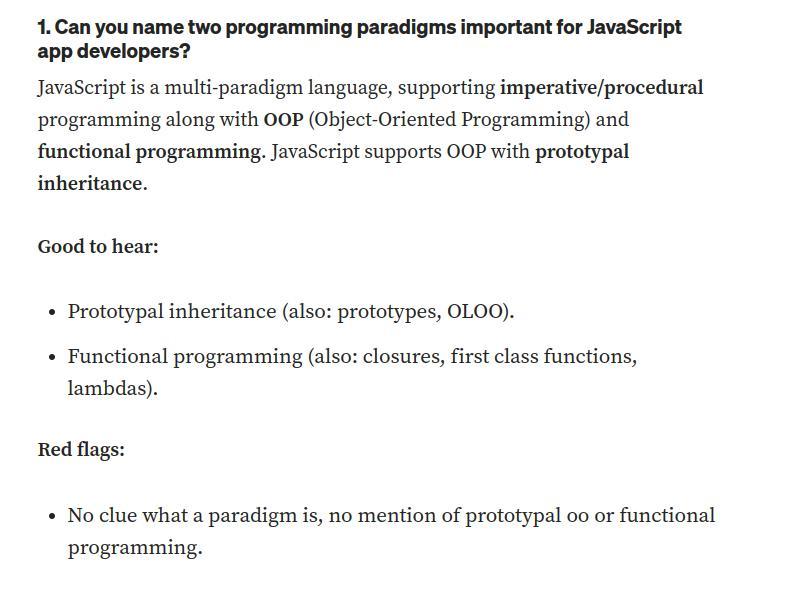 1. Can you name two programming paradigms important for JavaScript
app developers?
JavaScript is a multi-paradigm language, supporting imperative/procedural
programming along with OOP (Object-Oriented Programming) and
functional programming. JavaScript supports OOP with prototypal
inheritance.
Good to hear:
• Prototypal inheritance (also: prototypes, OLOO).
• Functional programming (also: closures, first class functions,
lambdas).
Red flags:
• No clue what a paradigm is, no mention of prototypal oo or functional
programming.